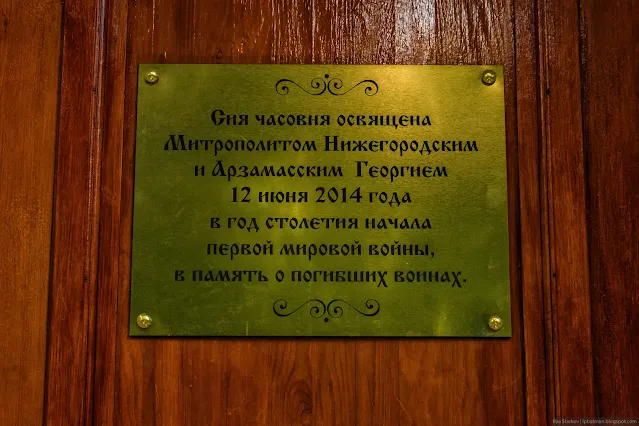 Сия часовня освящена
Митрополитом Нижегородским
и Арзамасским Георгием
12 июня 2014 года
в год столетия начала
первой мировой войны,
в память о погибших воинах.